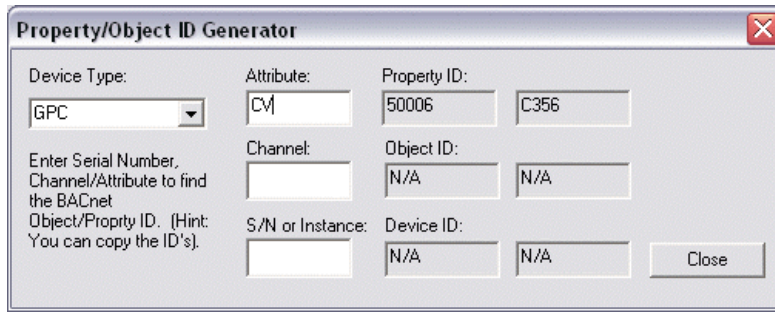 Property/Object ID Generator
Device Type:
GPC
Enter Serial Number,
Channel/Attribute to find
the BACnet
Object/Proprty ID. (Hint:
You can copy the ID's).
Attribute:
CV
Property ID:
50006
C356
Channel:
Object ID:
N/A
N/A
S/N or Instance:
Device ID:
N/A
N/A
Close